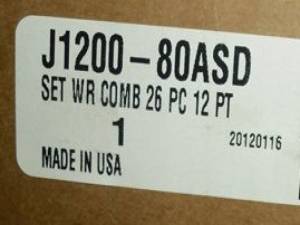 J1200-80ASD
SET WR COMB 26 PC 12 PT
1
20120116
MADE IN USA